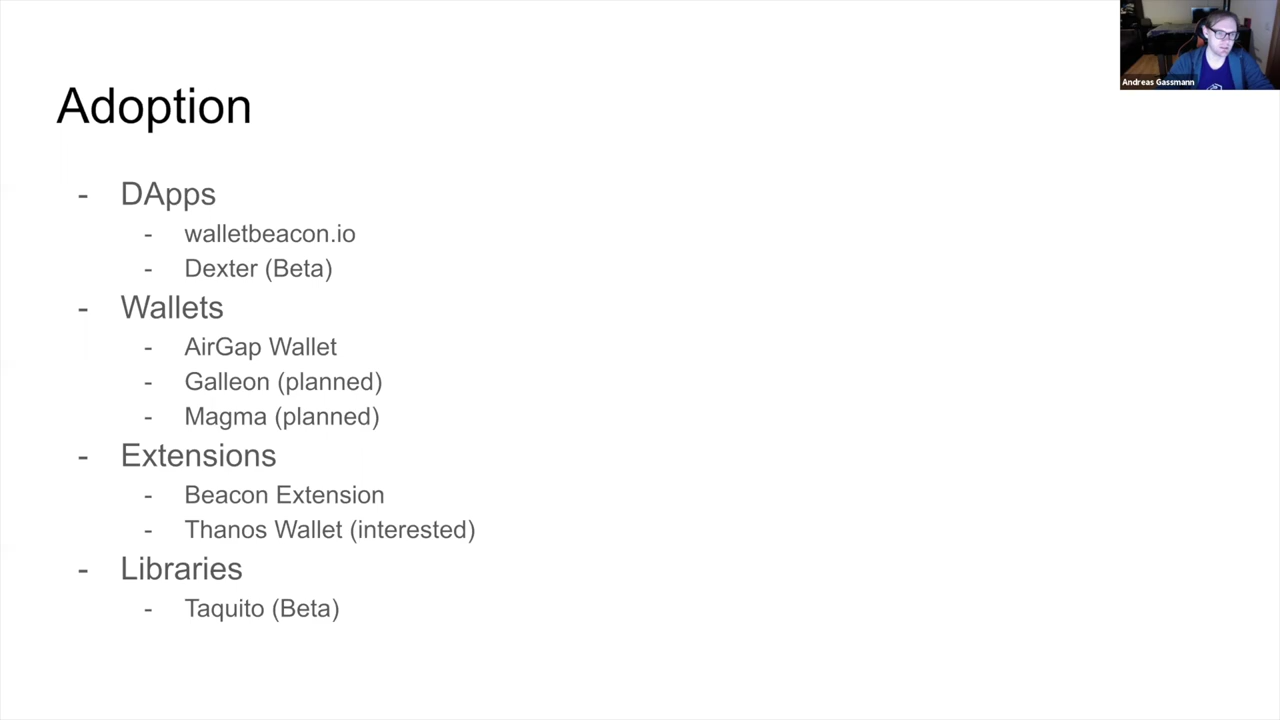 Andreas Gassmann
Adoption
- DApps
- walletbeacon.io
- Dexter (Beta)
- Wallets
- AirGap Wallet
- Galleon (planned)
- Magma (planned)
- Extensions
- Beacon Extension
- Thanos Wallet (interested)
- Libraries
- Taquito (Beta)